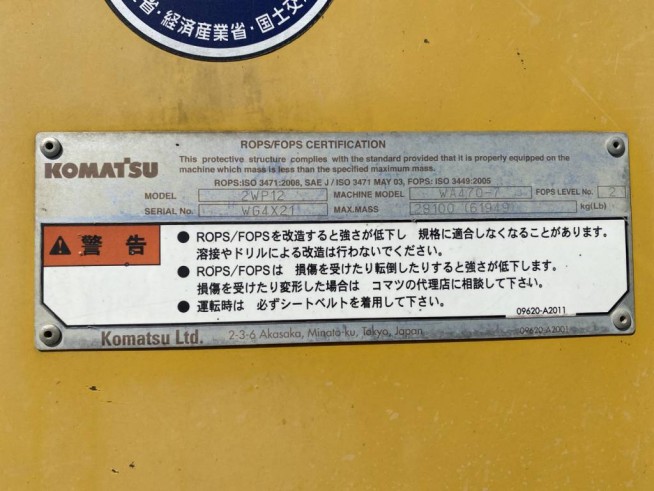 省・経済産業省・国土交
ROPS/FOPS CERTIFICATION
KOMATSU
This protective structure complies with the standard provided that it is properly equipped on the
machine which mass is less than the specified maximum mass.
ROPS:ISO 3471:2008, SAE J / ISO 3471 MAY 03, FOPS: ISO 3449:2005
MODEL 2WP12 MACHINE MODEL WA470-7 FOPS LEVEL No. 2
SERIAL No. WG4X21 MAX.MASS 28100 (61949) kg(Lb)
警告
● ROPS/FOPSを改造すると強さが低下し 規格に適合しなくなることがあります。
溶接やドリルによる改造は行わないでください。
● ROPS/FOPSは 損傷を受けたり転倒したりすると強さが低下します。
損傷を受けたり変形した場合は コマツの代理店に相談して下さい。
● 運転時は 必ずシートベルトを着用して下さい。
09620-A2011
Komatsu Ltd. 2-3-6 Akasaka, Minato-ku, Tokyo, Japan
09620-A2001